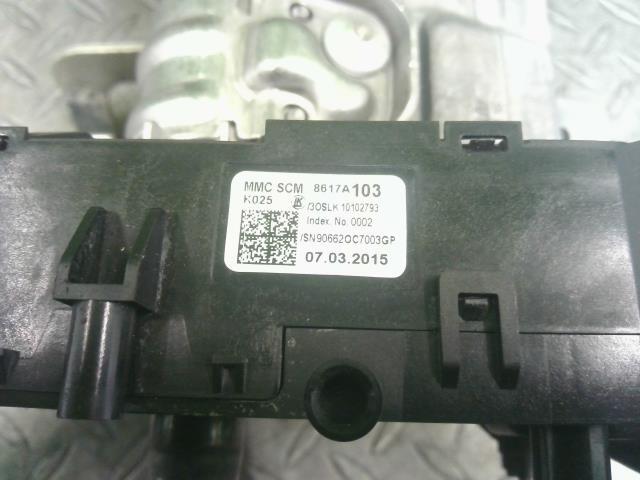 MMC SCM 8617A103
K025 /3OSLK 10102793
Index. No. 0002
/SN90662OC7003GP
07.03.2015